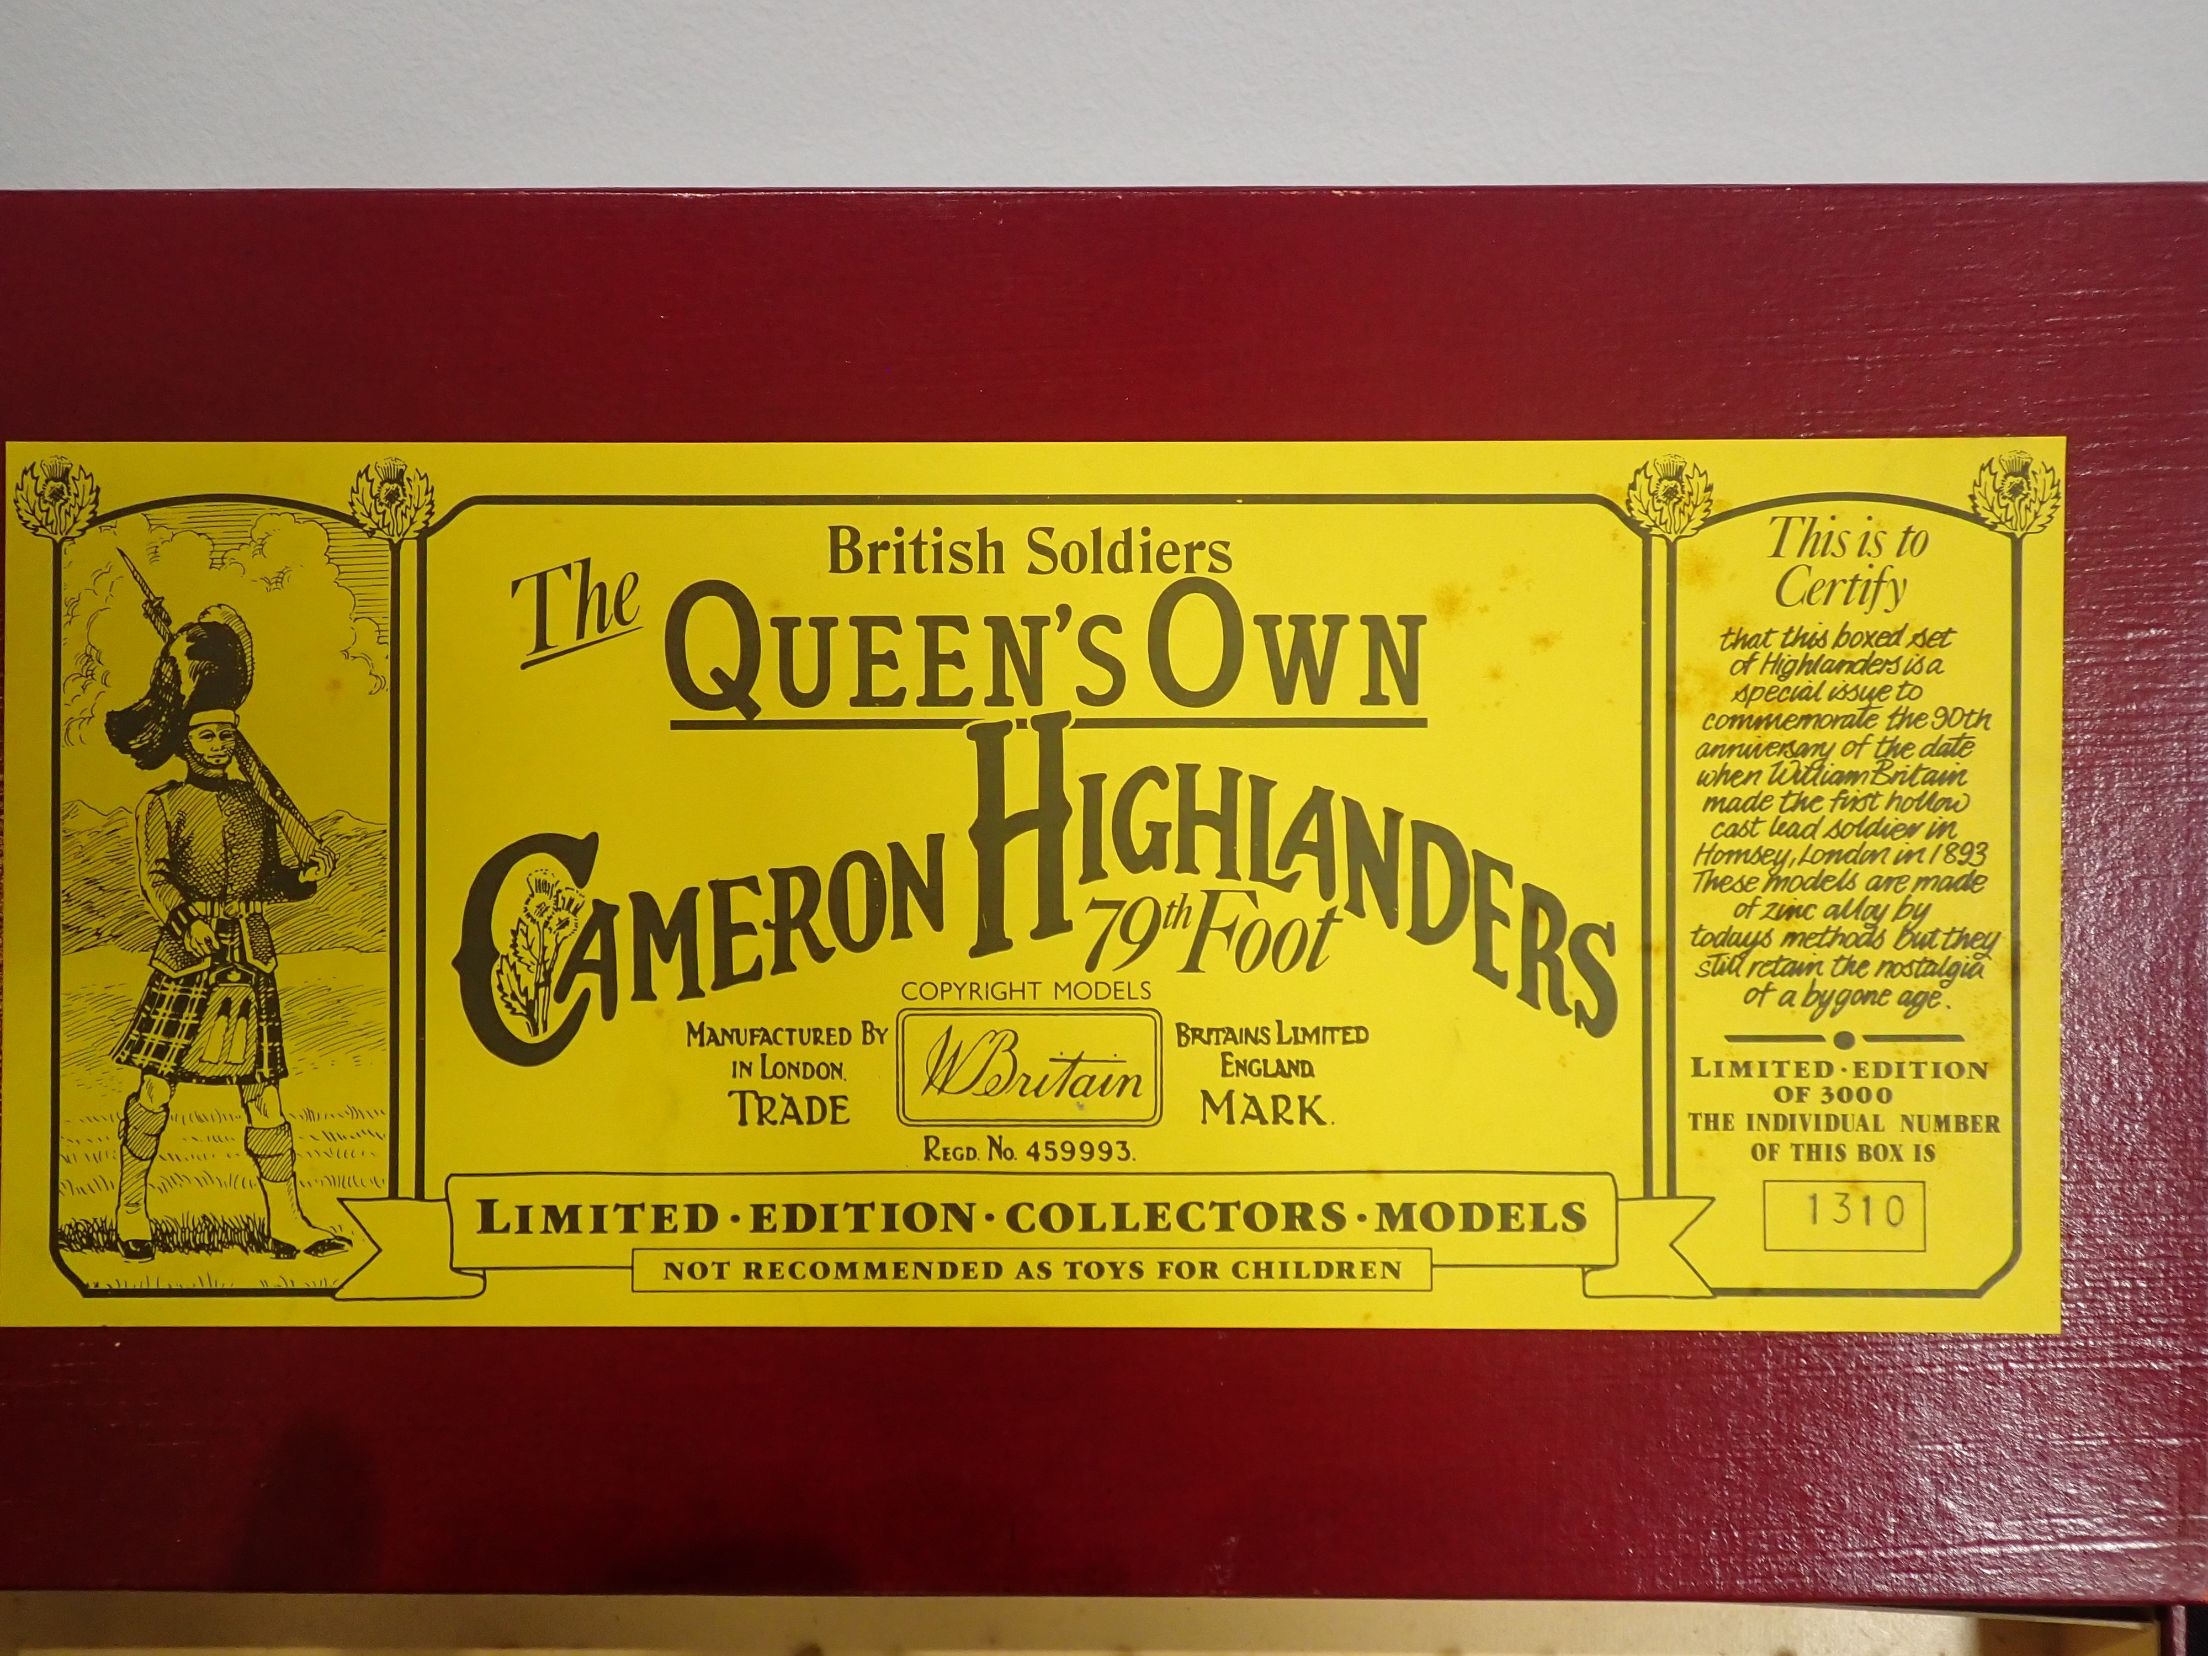 British Soldiers
The QUEEN'S OWN
CAMERON HIGHLANDERS
79th Foot
COPYRIGHT MODELS
MANUFACTURED BY
IN LONDON.
TRADE
WBritain
BRITAINS LIMITED
ENGLAND
MARK.
REGD. No. 459993.
LIMITED·EDITION·COLLECTORS·MODELS
NOT RECOMMENDED AS TOYS FOR CHILDREN
This is to
Certify
that this boxed set
of Highlanders is a
special issue to
commemorate the 90th
anniversary of the date
when William Britain
made the first hollow
cast lead soldier in
Hornsey, London in 1893
These models are made
of zinc alloy by
todays methods but they
still retain the nostalgia
of a bygone age.
LIMITED·EDITION
OF 3000
THE INDIVIDUAL NUMBER
OF THIS BOX IS
1310